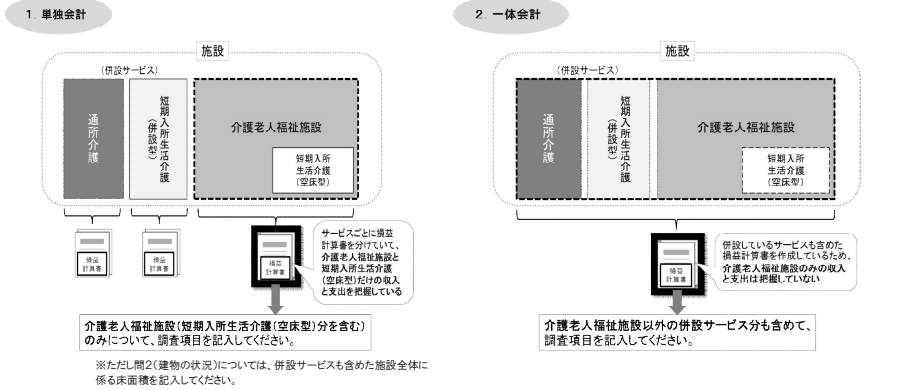 1．単独会計
施設
（併設サービス）
通所介護
短期入所生活介護
（併設型）
介護老人福祉施設
短期入所
生活介護
（空床型）
損益
計算書
損益
計算書
損益
計算書
サービスごとに損益
計算書を分けていて、
介護老人福祉施設と
短期入所生活介護
（空床型）だけの収入
と支出を把握している
介護老人福祉施設（短期入所生活介護（空床型）分を含む）
のみについて、調査項目を記入してください。
※ただし問2（建物の状況）については、併設サービスも含めた施設全体に
係る床面積を記入してください。
2．一体会計
施設
（併設サービス）
通所介護
短期入所生活介護
（併設型）
介護老人福祉施設
短期入所
生活介護
（空床型）
損益
計算書
併設しているサービスも含めた
損益計算書を作成しているため、
介護老人福祉施設のみの収入
と支出は把握していない
介護老人福祉施設以外の併設サービス分も含めて、
調査項目を記入してください。